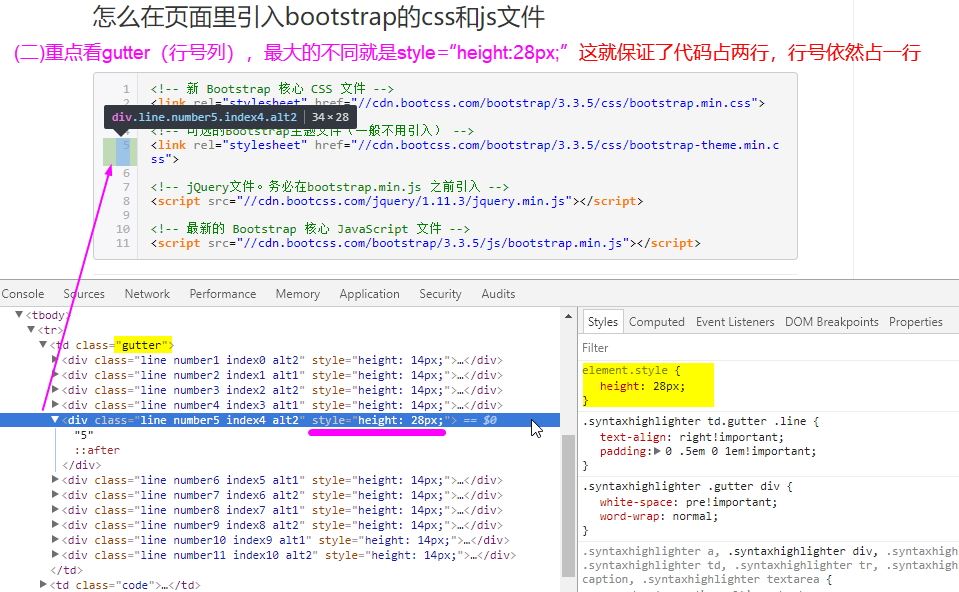 怎么在页面里引入bootstrap的css和js文件
(二)重点看gutter（行号列），最大的不同就是style=“height:28px;” 这就保证了代码占两行，行号依然占一行
1 <!-- 新 Bootstrap 核心 CSS 文件 -->
2 <link rel="stylesheet" href="//cdn.bootcss.com/bootstrap/3.3.5/css/bootstrap.min.css">
div.line.number5.index4.alt2 | 34×28
<!-- 可选的Bootstrap主题文件（一般不用引入） -->
5 <link rel="stylesheet" href="//cdn.bootcss.com/bootstrap/3.3.5/css/bootstrap-theme.min.c
ss">
6
7 <!-- jQuery文件。务必在bootstrap.min.js 之前引入 -->
8 <script src="//cdn.bootcss.com/jquery/1.11.3/jquery.min.js"></script>
9
10 <!-- 最新的 Bootstrap 核心 JavaScript 文件 -->
11 <script src="//cdn.bootcss.com/bootstrap/3.3.5/js/bootstrap.min.js"></script>
Console Sources Network Performance Memory Application Security Audits
▼<tbody>
▼<tr>
▼<td class="gutter">
▶<div class="line number1 index0 alt2" style="height: 14px;">…</div>
▶<div class="line number2 index1 alt1" style="height: 14px;">…</div>
▶<div class="line number3 index2 alt2" style="height: 14px;">…</div>
▶<div class="line number4 index3 alt1" style="height: 14px;">…</div>
▼<div class="line number5 index4 alt2" style="height: 28px;"> == $0
"5"
::after
</div>
▶<div class="line number6 index5 alt1" style="height: 14px;">…</div>
▶<div class="line number7 index6 alt2" style="height: 14px;">…</div>
▶<div class="line number8 index7 alt1" style="height: 14px;">…</div>
▶<div class="line number9 index8 alt2" style="height: 14px;">…</div>
▶<div class="line number10 index9 alt1" style="height: 14px;">…</div>
▶<div class="line number11 index10 alt2" style="height: 14px;">…</div>
</td>
▶<td class="code">…</td>
Styles Computed Event Listeners DOM Breakpoints Properties
Filter
element.style {
height: 28px;
}
.syntaxhighlighter td.gutter .line {
text-align: right!important;
padding:▶0 .5em 0 1em!important;
}
.syntaxhighlighter .gutter div {
white-space: pre!important;
word-wrap: normal;
}
.syntaxhighlighter a, .syntaxhighlighter div, .syntaxhigh
.syntaxhighlighter td, .syntaxhighlighter tr, .syntaxhigh
caption, .syntaxhighlighter textarea {